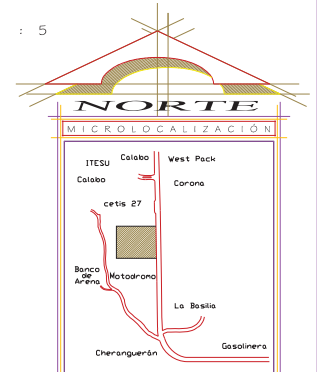 : 5
NORTE
MICROLOCALIZACIÓN
ITESU
Calabo
West Pack
Calabo
Corona
cetis 27
Banco
de
Arena
Motodromo
La Basilia
Gasolinera
Cheranguerán